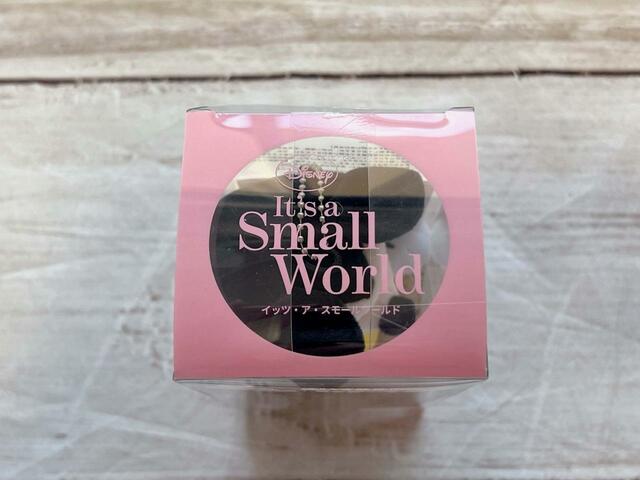 Disney
It's a
Small
World
イッツ・ア・スモールワールド